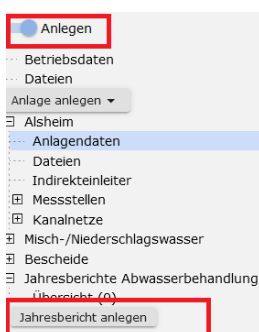 Anlegen
Betriebsdaten
Dateien
Anlage anlegen
Alsheim
Anlagendaten
Dateien
Indirekteinleiter
Messstellen
Kanalnetze
Misch-/Niederschlagswasser
Bescheide
Jahresberichte Abwasserbehandlung
Übersicht (0)
Jahresbericht anlegen